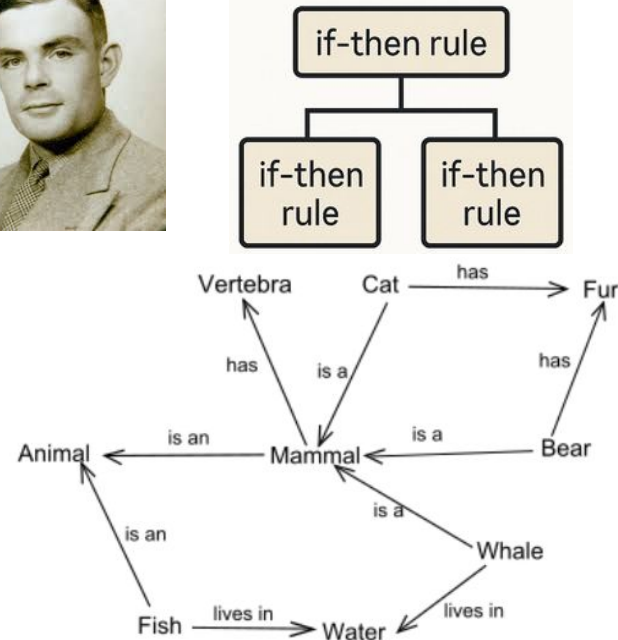 if-then rule
if-then
rule
if-then
rule
Vertebra
Cat
has
Fur
has
is a
has
Animal
is an
Mammal
is a
Bear
is an
is a
Whale
Fish
lives in
Water
lives in